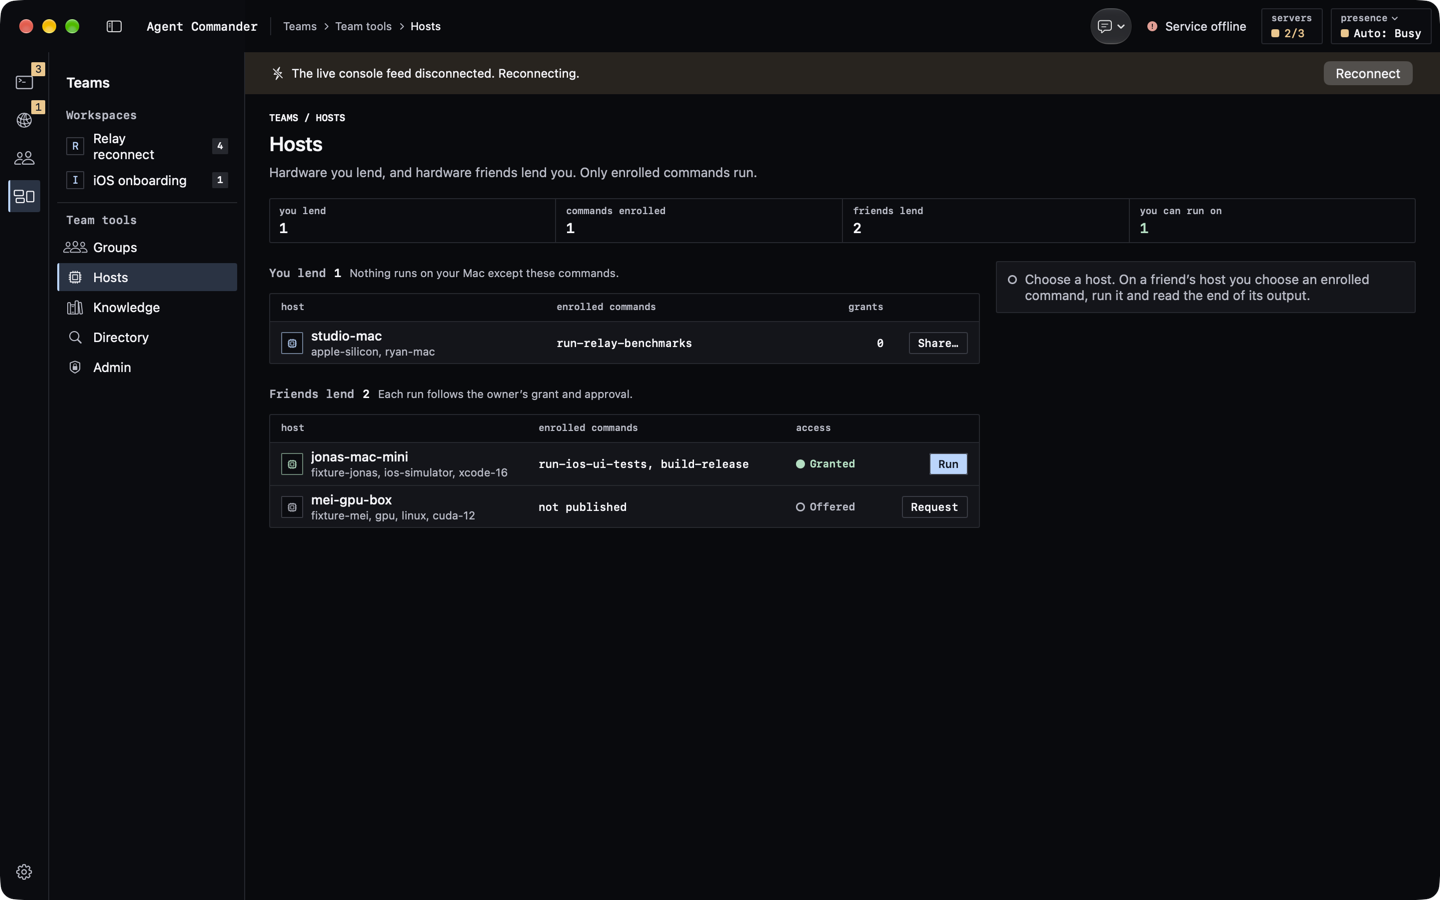 Agent Commander
Teams > Team tools > Hosts
Service offline
servers
2/3
presence
Auto: Busy
3
1
Teams
Workspaces
R
Relay reconnect
4
I
iOS onboarding
1
Team tools
Groups
Hosts
Knowledge
Directory
Admin
The live console feed disconnected. Reconnecting.
Reconnect
TEAMS / HOSTS
Hosts
Hardware you lend, and hardware friends lend you. Only enrolled commands run.
you lend
1
commands enrolled
1
friends lend
2
you can run on
1
You lend 1 Nothing runs on your Mac except these commands.
host enrolled commands grants
studio-mac
apple-silicon, ryan-mac
run-relay-benchmarks
0
Share…
Friends lend 2 Each run follows the owner’s grant and approval.
host enrolled commands access
jonas-mac-mini
fixture-jonas, ios-simulator, xcode-16
run-ios-ui-tests, build-release
Granted
Run
mei-gpu-box
fixture-mei, gpu, linux, cuda-12
not published
Offered
Request
Choose a host. On a friend’s host you choose an enrolled
command, run it and read the end of its output.